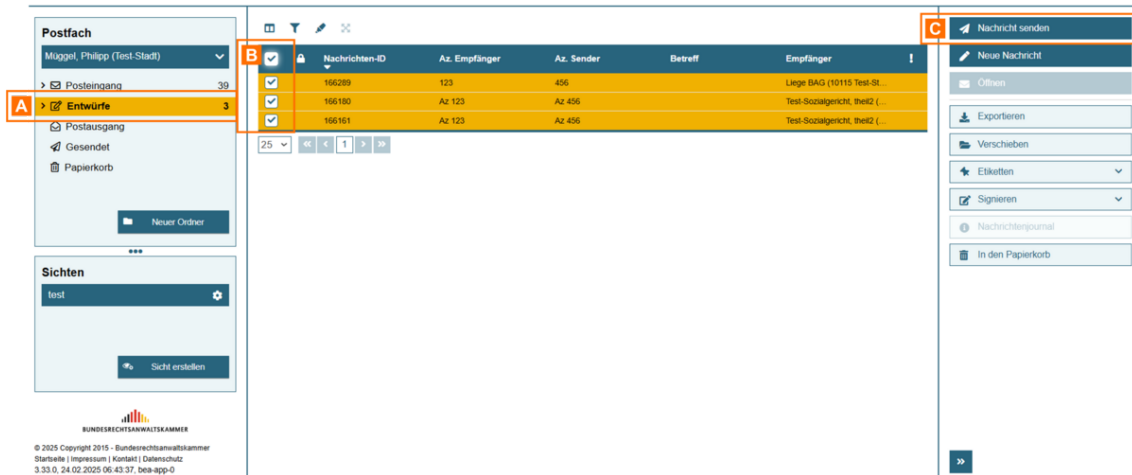 Postfach
Müggel, Philipp (Test-Stadt)
Posteingang 39
A
Entwürfe 3
Postausgang
Gesendet
Papierkorb
Neuer Ordner
Sichten
test
Sicht erstellen
BUNDESRECHTSANWALTSKAMMER
© 2025 Copyright 2015 - Bundesrechtsanwaltskammer
Startseite | Impressum | Kontakt | Datenschutz
3.33.0, 24.02.2025 06:43:37, bea-app-0
B
Nachrichten-ID Az. Empfänger Az. Sender Betreff Empfänger !
166289 123 456 Liege BAG (10115 Test-St...
166180 Az 123 Az 456 Test-Sozialgericht, theil2 (...
166161 Az 123 Az 456 Test-Sozialgericht, theil2 (...
25 « < 1 > »
C
Nachricht senden
Neue Nachricht
Öffnen
Exportieren
Verschieben
Etiketten
Signieren
Nachrichtenjournal
In den Papierkorb
»